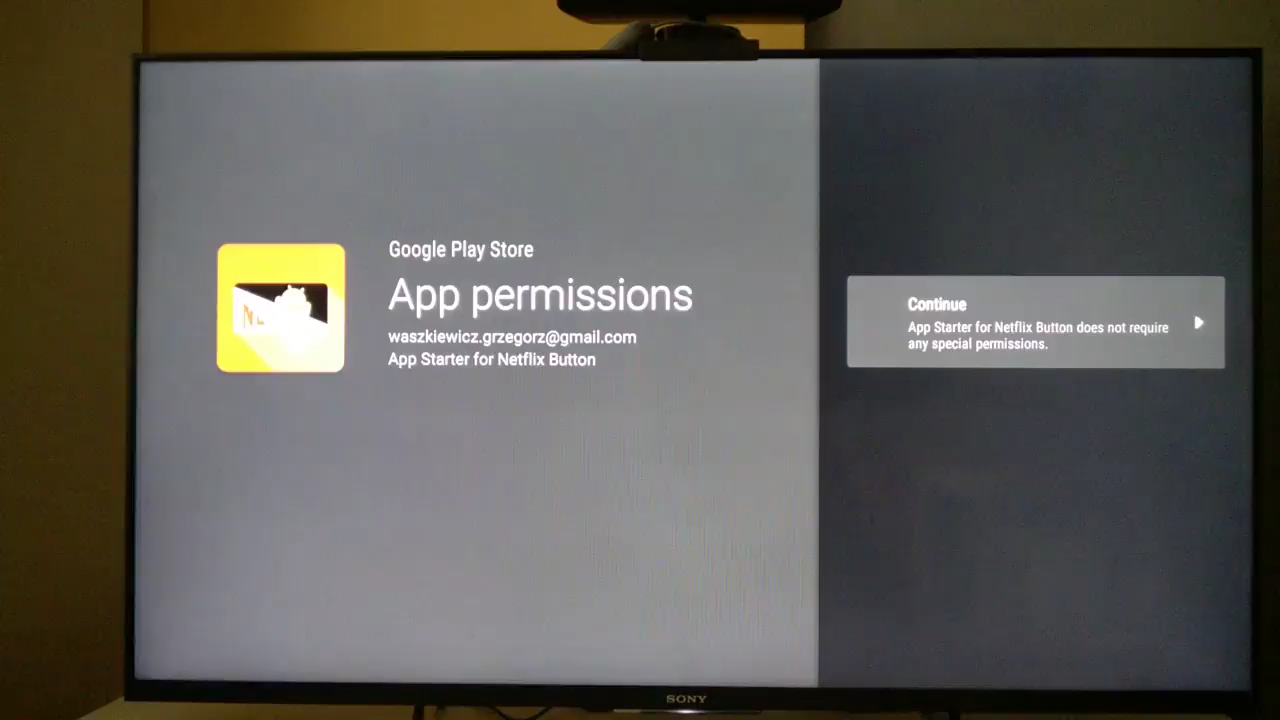 Google Play Store
App permissions
waszkiewicz.grzegorz@gmail.com
App Starter for Netflix Button
Continue
App Starter for Netflix Button does not require
any special permissions.
SONY